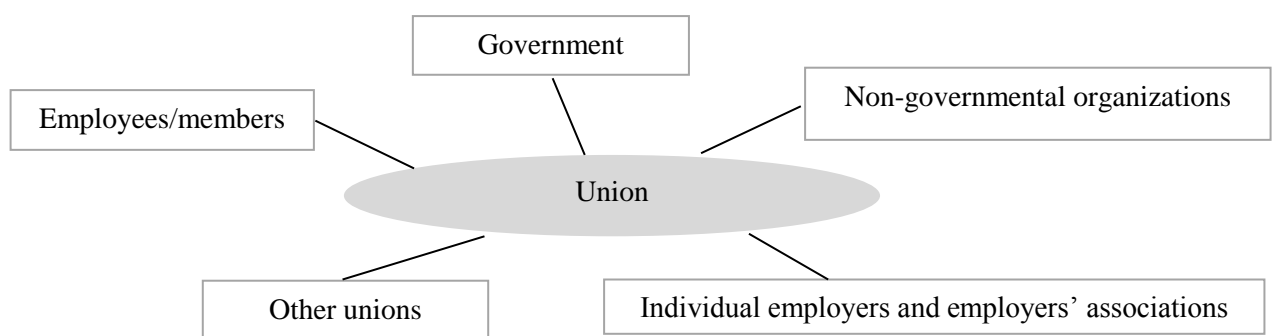 Government
Non-governmental organizations
Employees/members
Union
Other unions
Individual employers and employers’ associations